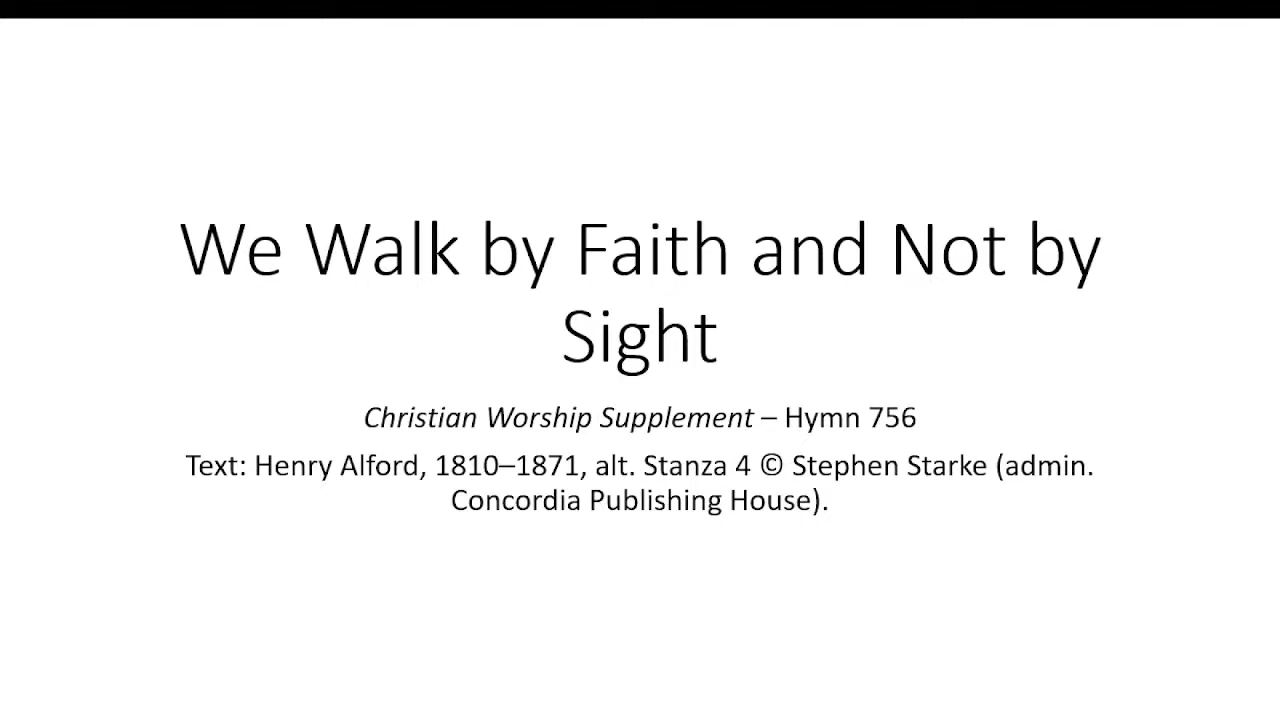 We Walk by Faith and Not by
Sight
Christian Worship Supplement – Hymn 756
Text: Henry Alford, 1810–1871, alt. Stanza 4 © Stephen Starke (admin.
Concordia Publishing House).